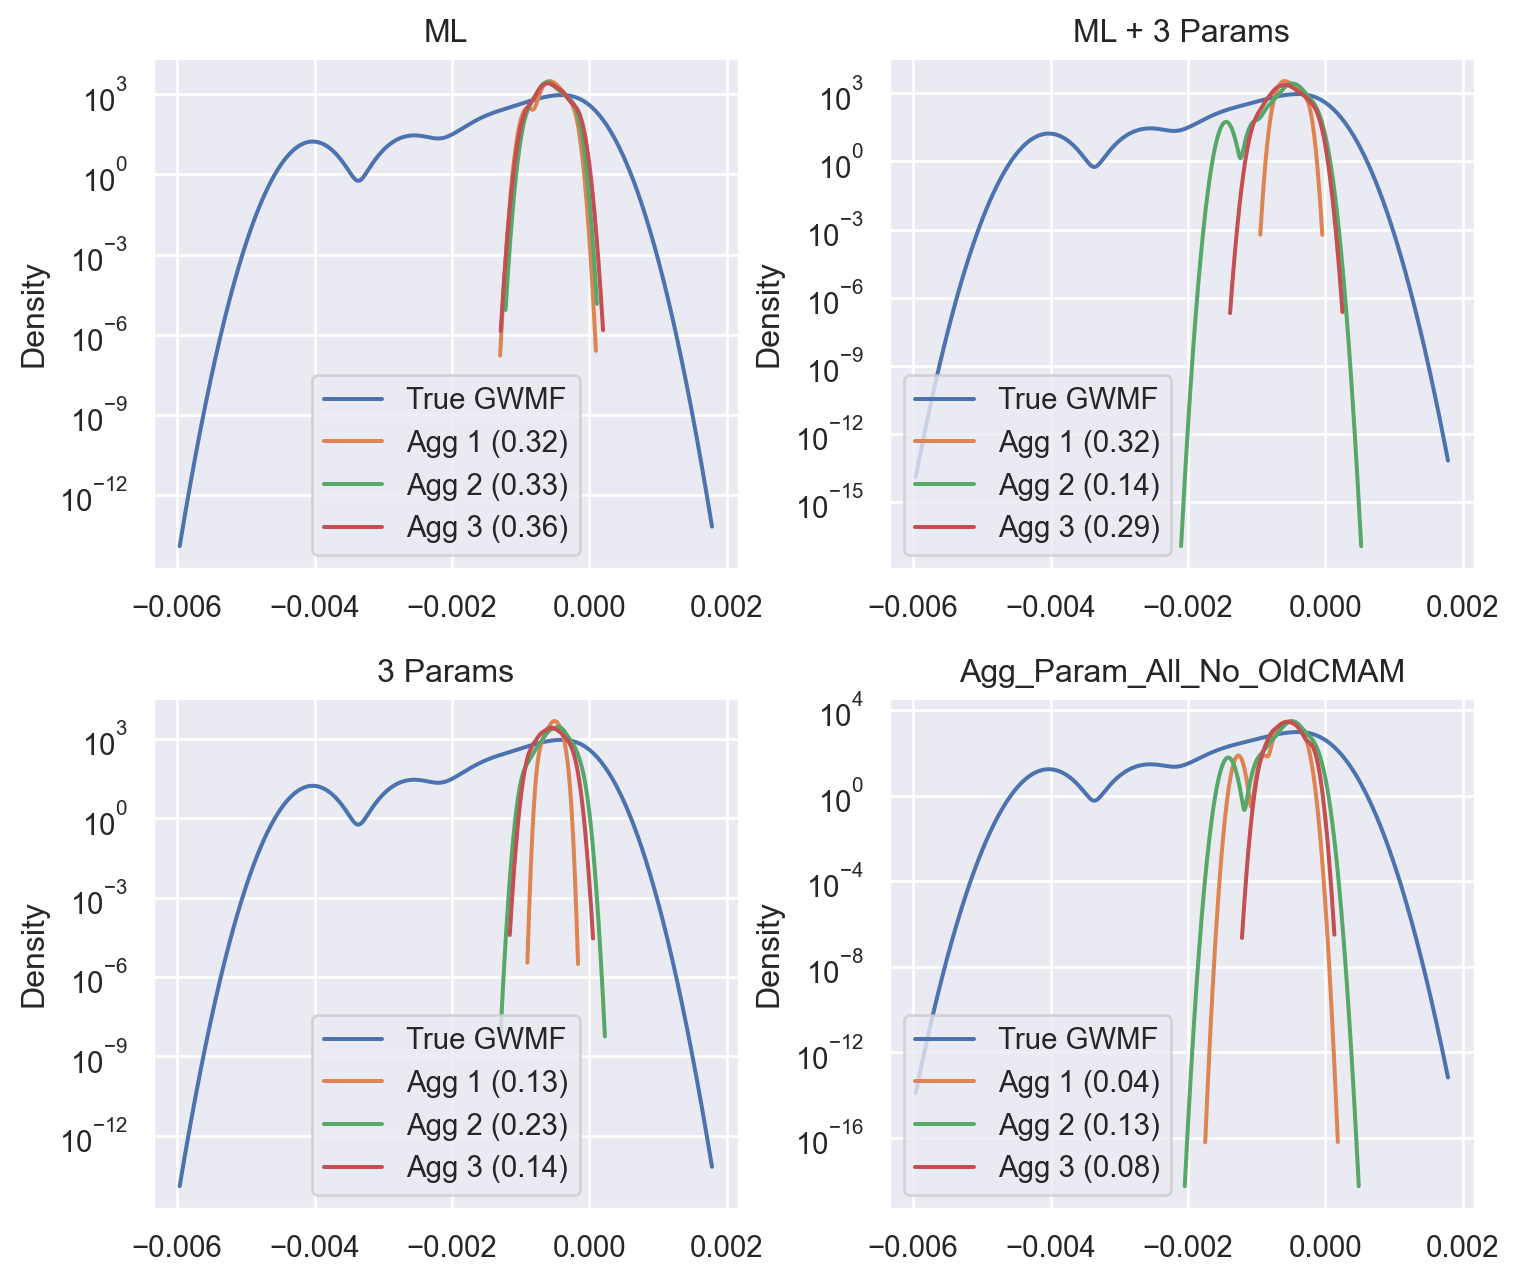 ML
Density
10³
10⁰
10⁻³
10⁻⁶
10⁻⁹
10⁻¹²
True GWMF
Agg 1 (0.32)
Agg 2 (0.33)
Agg 3 (0.36)
−0.006 −0.004 −0.002 0.000 0.002
ML + 3 Params
Density
10³
10⁰
10⁻³
10⁻⁶
10⁻⁹
10⁻¹²
10⁻¹⁵
True GWMF
Agg 1 (0.32)
Agg 2 (0.14)
Agg 3 (0.29)
−0.006 −0.004 −0.002 0.000 0.002
3 Params
Density
10³
10⁰
10⁻³
10⁻⁶
10⁻⁹
10⁻¹²
True GWMF
Agg 1 (0.13)
Agg 2 (0.23)
Agg 3 (0.14)
−0.006 −0.004 −0.002 0.000 0.002
Agg_Param_All_No_OldCMAM
Density
10⁴
10⁰
10⁻⁴
10⁻⁸
10⁻¹²
10⁻¹⁶
True GWMF
Agg 1 (0.04)
Agg 2 (0.13)
Agg 3 (0.08)
−0.006 −0.004 −0.002 0.000 0.002